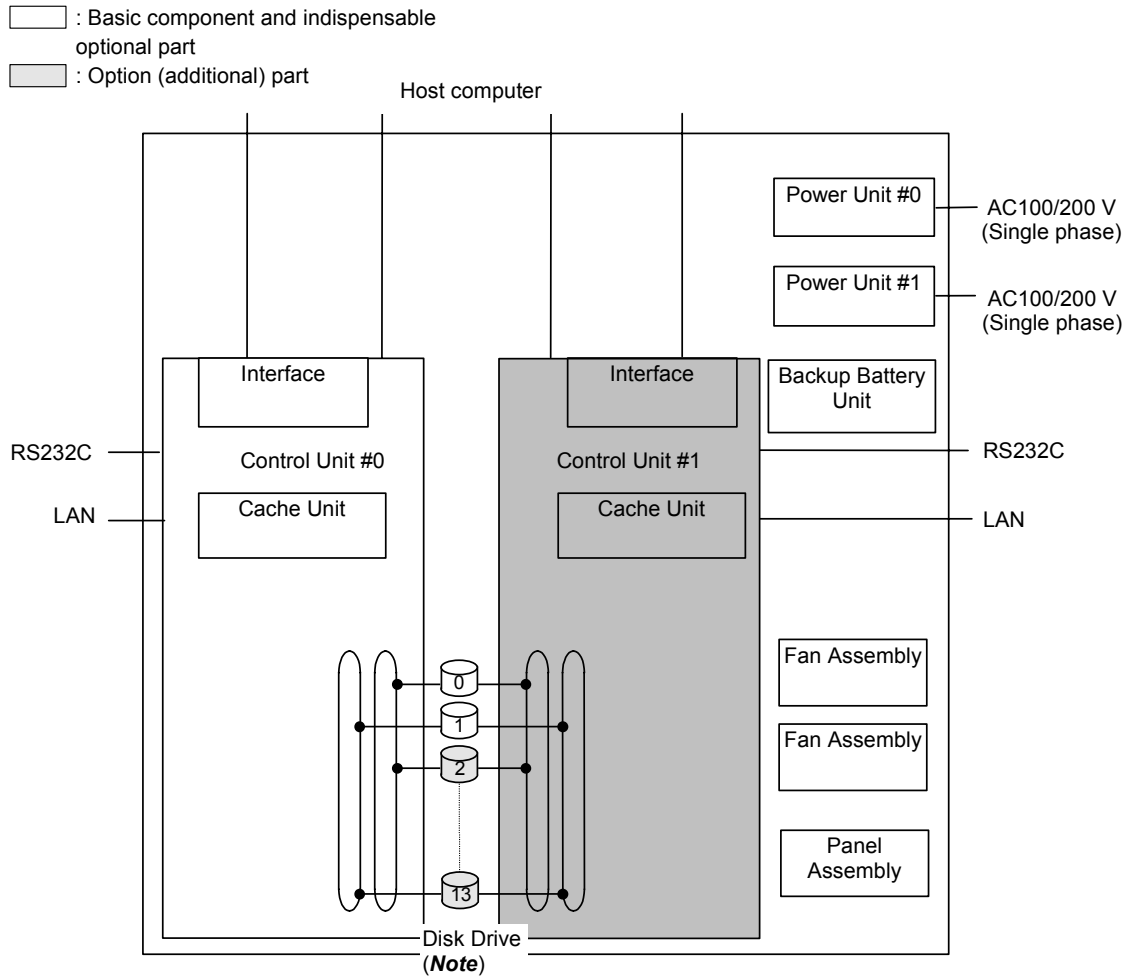 : Basic component and indispensable
optional part
: Option (additional) part
Host computer
Power Unit #0
AC100/200 V
(Single phase)
Power Unit #1
AC100/200 V
(Single phase)
Interface
Interface
Backup Battery
Unit
RS232C
Control Unit #0
Control Unit #1
RS232C
LAN
Cache Unit
Cache Unit
LAN
Fan Assembly
0
1
Fan Assembly
2
Panel
Assembly
13
Disk Drive
(Note)